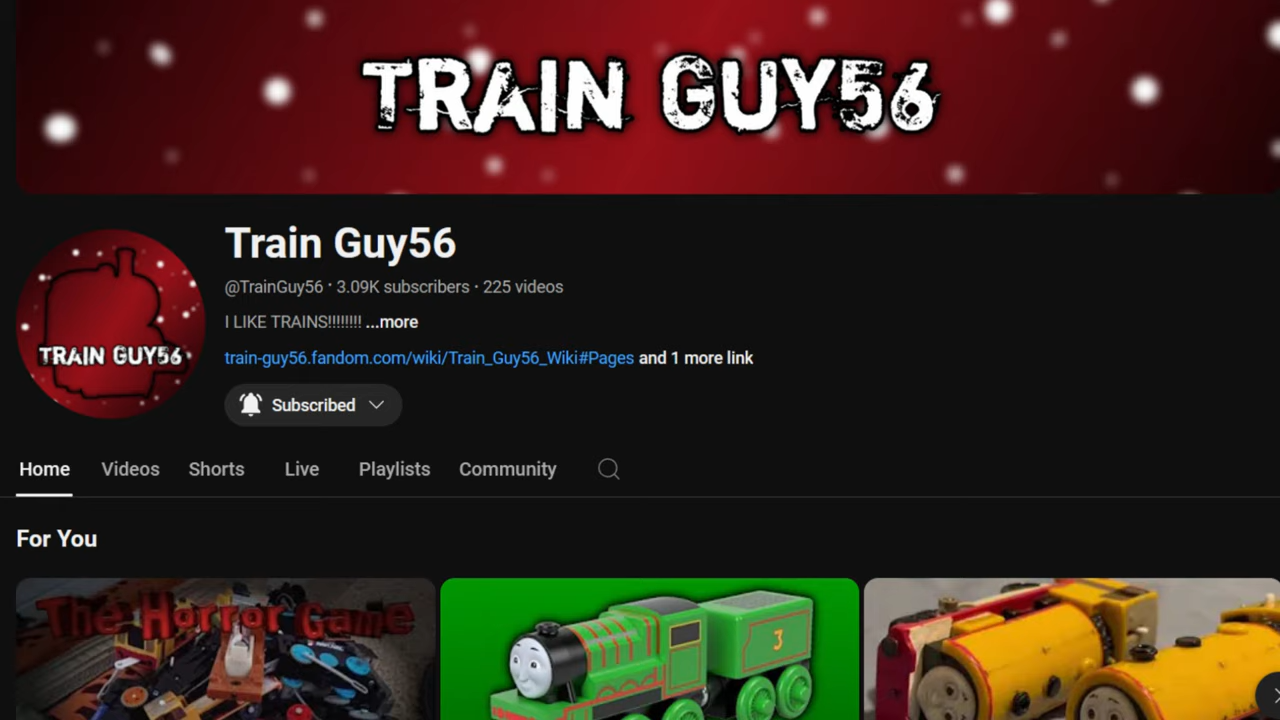 TRAIN GUY56
Train Guy56
@TrainGuy56 · 3.09K subscribers · 225 videos
I LIKE TRAINS!!!!!!!! ...more
train-guy56.fandom.com/wiki/Train_Guy56_Wiki#Pages and 1 more link
TRAIN GUY56
Subscribed
Home Videos Shorts Live Playlists Community
For You
The Horror Game
3